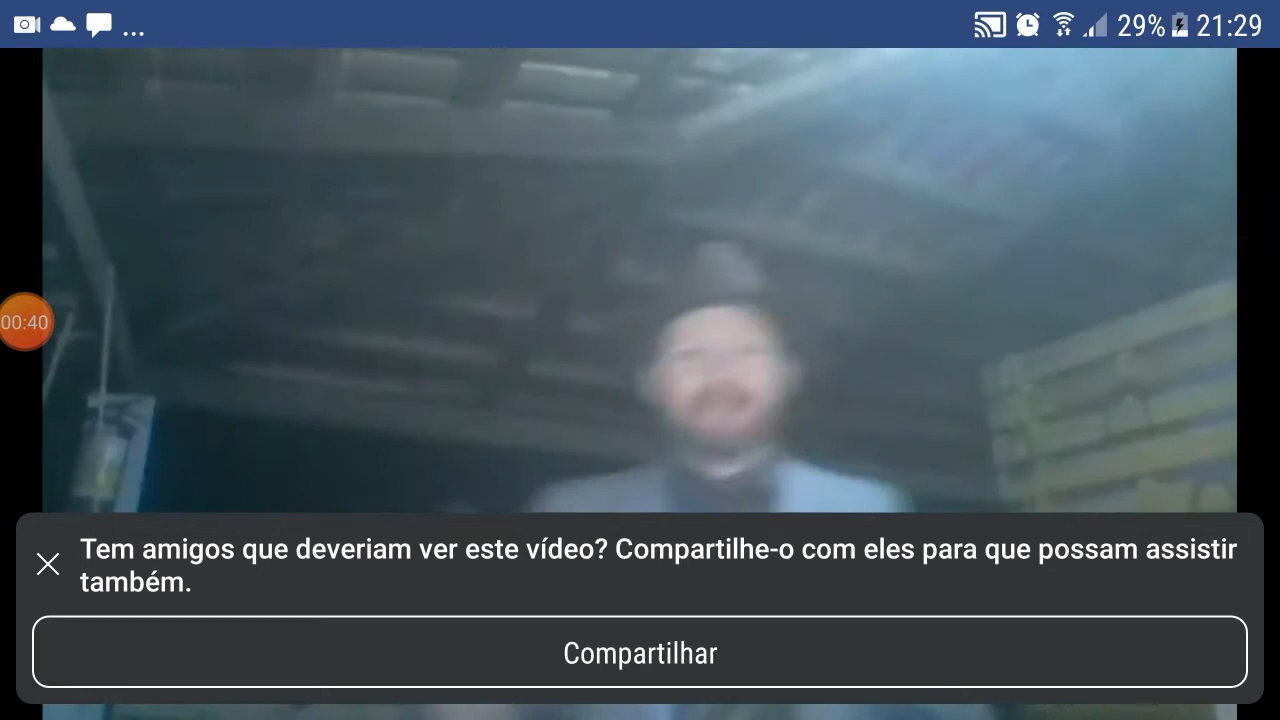 ... 29% 21:29
00:40
Tem amigos que deveriam ver este vídeo? Compartilhe-o com eles para que possam assistir
também.
Compartilhar